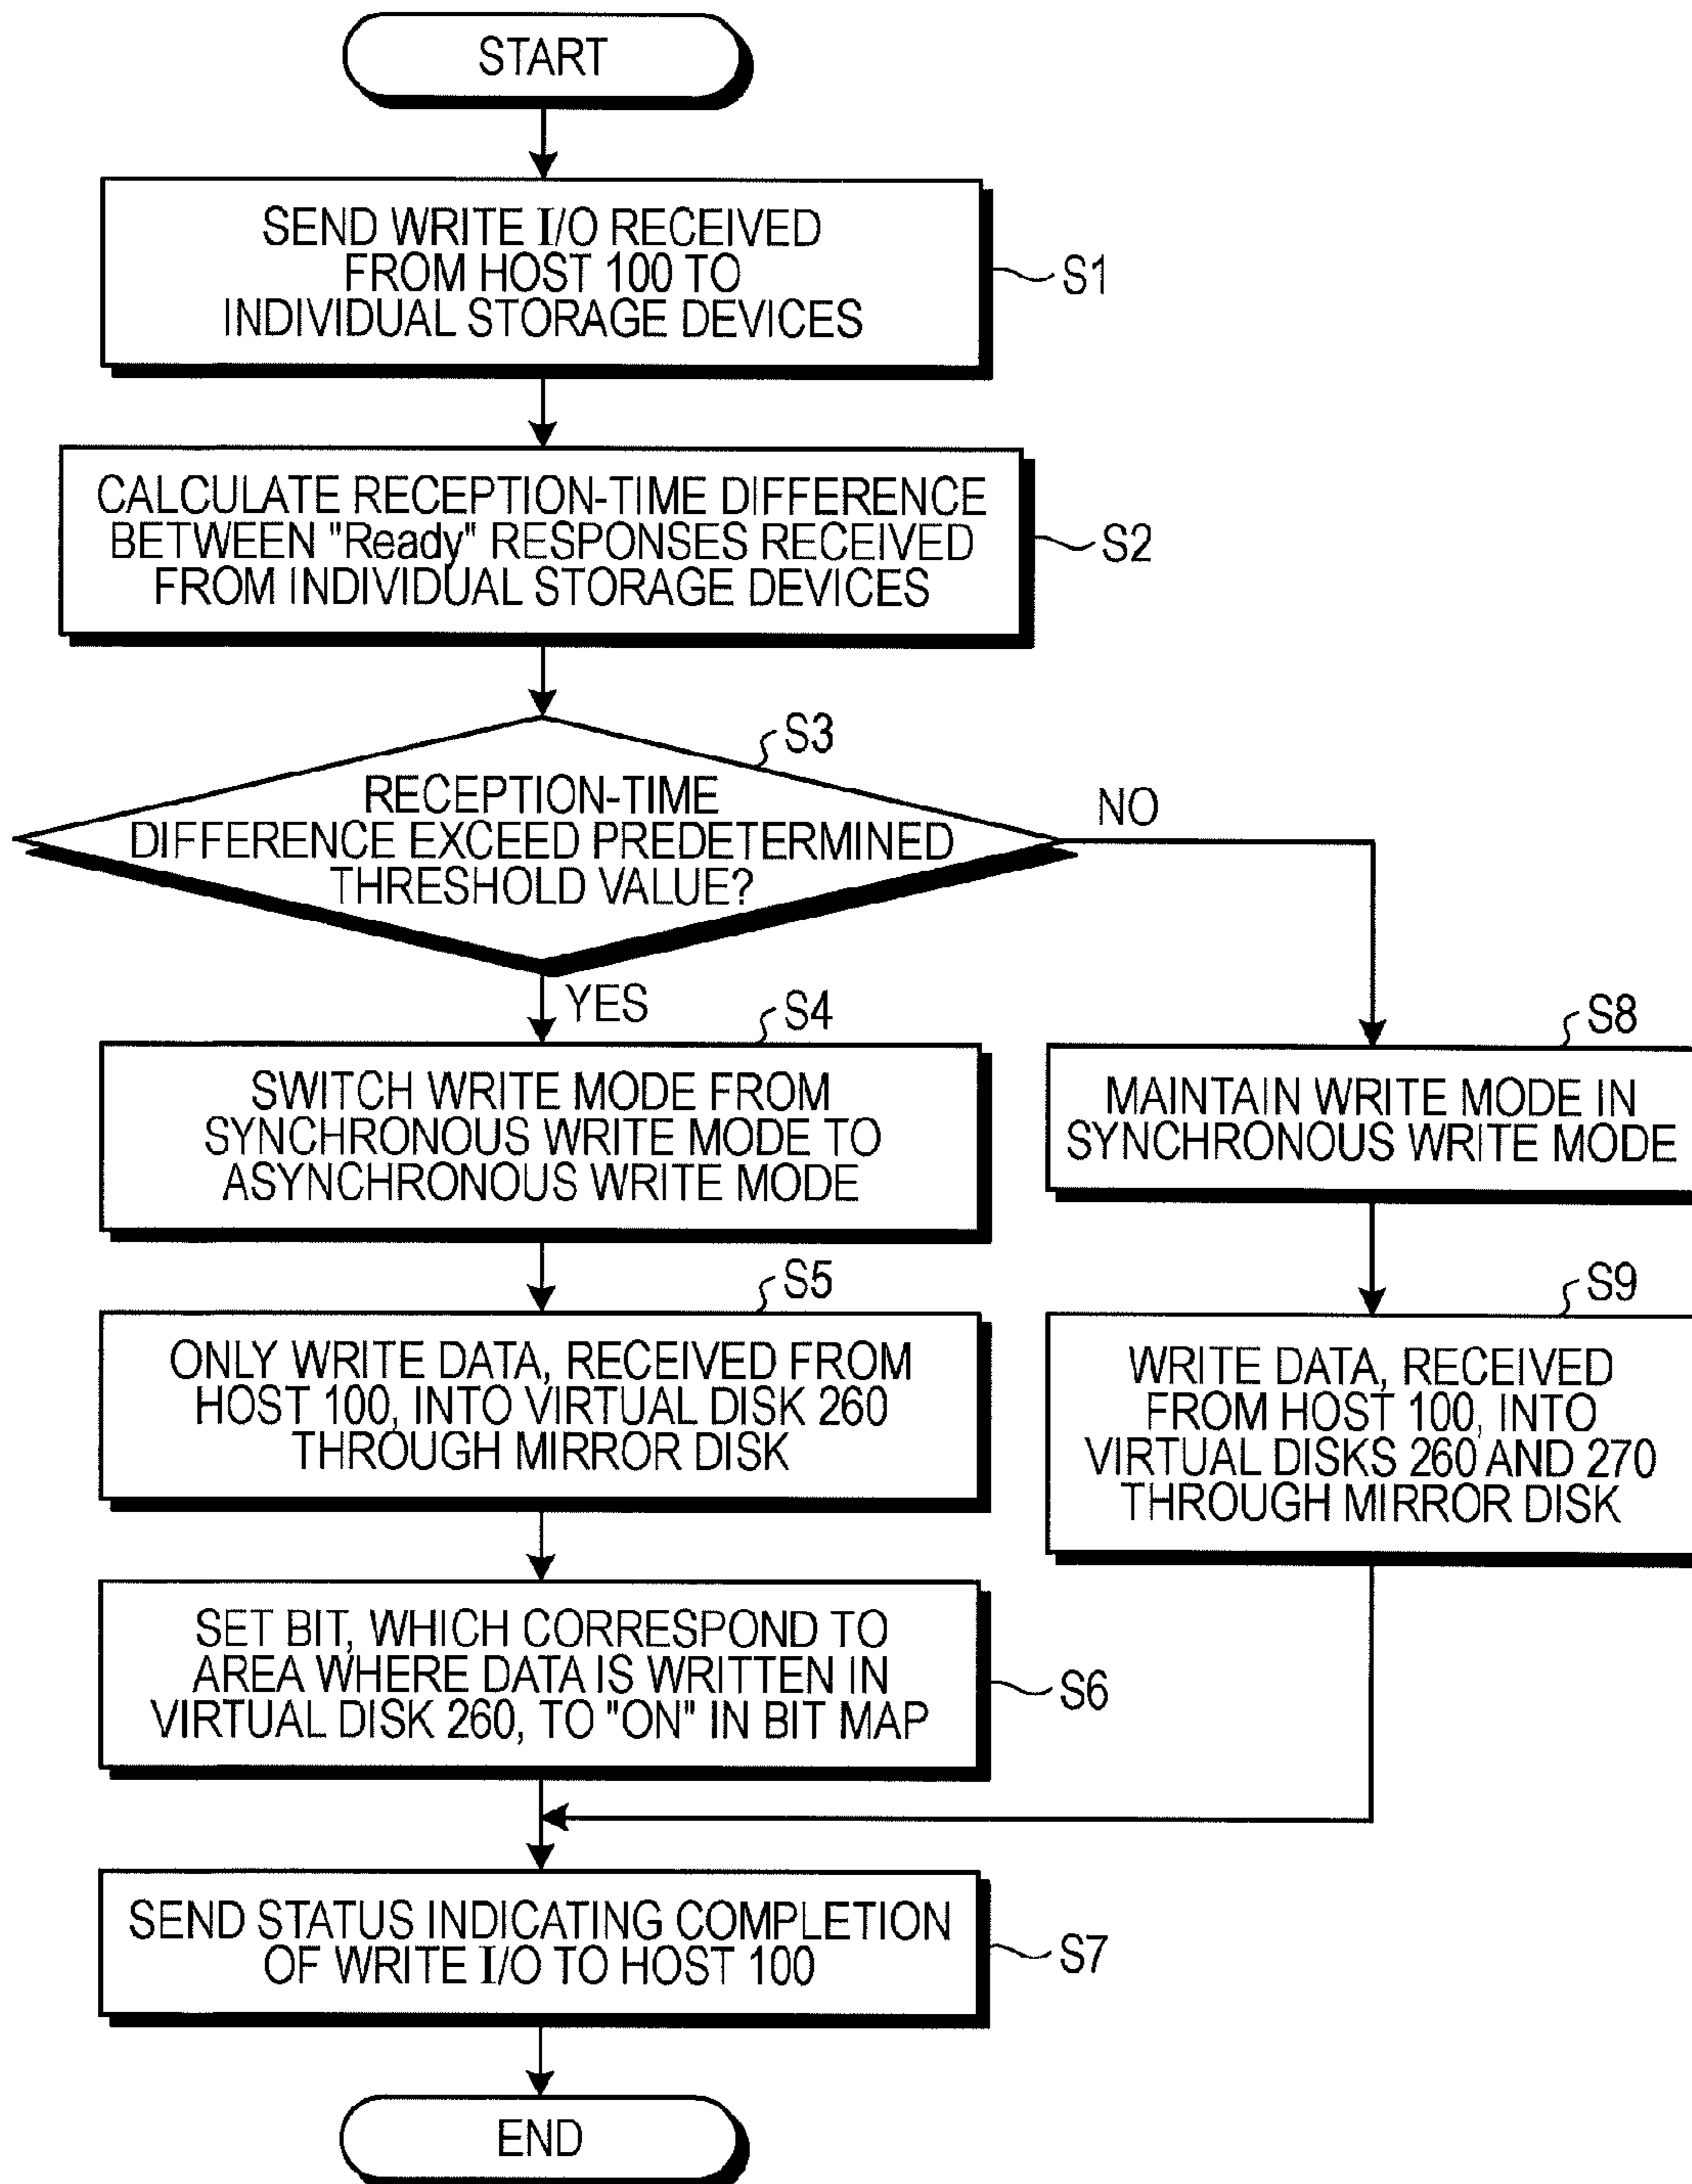 START
SEND WRITE I/O RECEIVED
FROM HOST 100 TO
INDIVIDUAL STORAGE DEVICES
S1
CALCULATE RECEPTION-TIME DIFFERENCE
BETWEEN "Ready" RESPONSES RECEIVED
FROM INDIVIDUAL STORAGE DEVICES
S2
S3
RECEPTION-TIME
DIFFERENCE EXCEED PREDETERMINED
THRESHOLD VALUE?
NO
YES
S4
SWITCH WRITE MODE FROM
SYNCHRONOUS WRITE MODE TO
ASYNCHRONOUS WRITE MODE
S8
MAINTAIN WRITE MODE IN
SYNCHRONOUS WRITE MODE
S5
ONLY WRITE DATA, RECEIVED FROM
HOST 100, INTO VIRTUAL DISK 260
THROUGH MIRROR DISK
S9
WRITE DATA, RECEIVED
FROM HOST 100, INTO
VIRTUAL DISKS 260 AND 270
THROUGH MIRROR DISK
SET BIT, WHICH CORRESPOND TO
AREA WHERE DATA IS WRITTEN IN
VIRTUAL DISK 260, TO "ON" IN BIT MAP
S6
SEND STATUS INDICATING COMPLETION
OF WRITE I/O TO HOST 100
S7
END